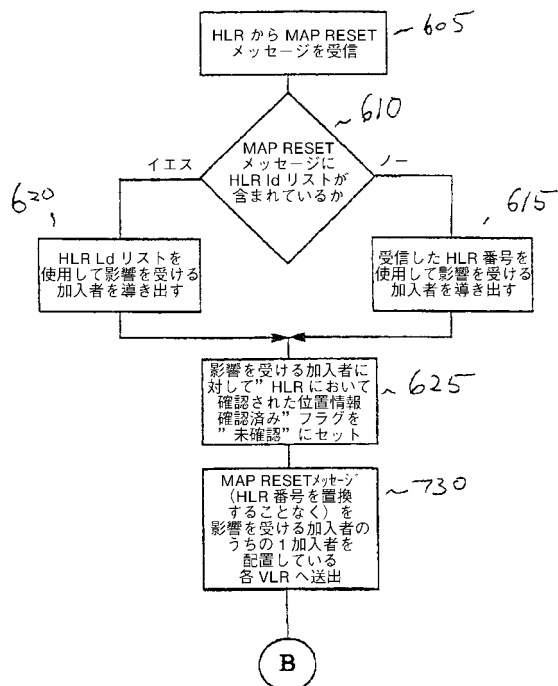 HLR から MAP RESET
メッセージを受信
605
610
MAP RESET
メッセージに
HLR Id リストが
含まれているか
イエス
ノー
620
615
HLR Ld リストを
使用して影響を受ける
加入者を導き出す
受信した HLR 番号を
使用して影響を受ける
加入者を導き出す
影響を受ける加入者に
対して” HLR において
確認された位置情報
確認済み” フラグを
” 未確認” にセット
625
MAP RESETメッセージ
(HLR 番号を置換
することなく) を
影響を受ける加入者の
うちの 1 加入者を
配置している
各 VLR へ送出
730
B